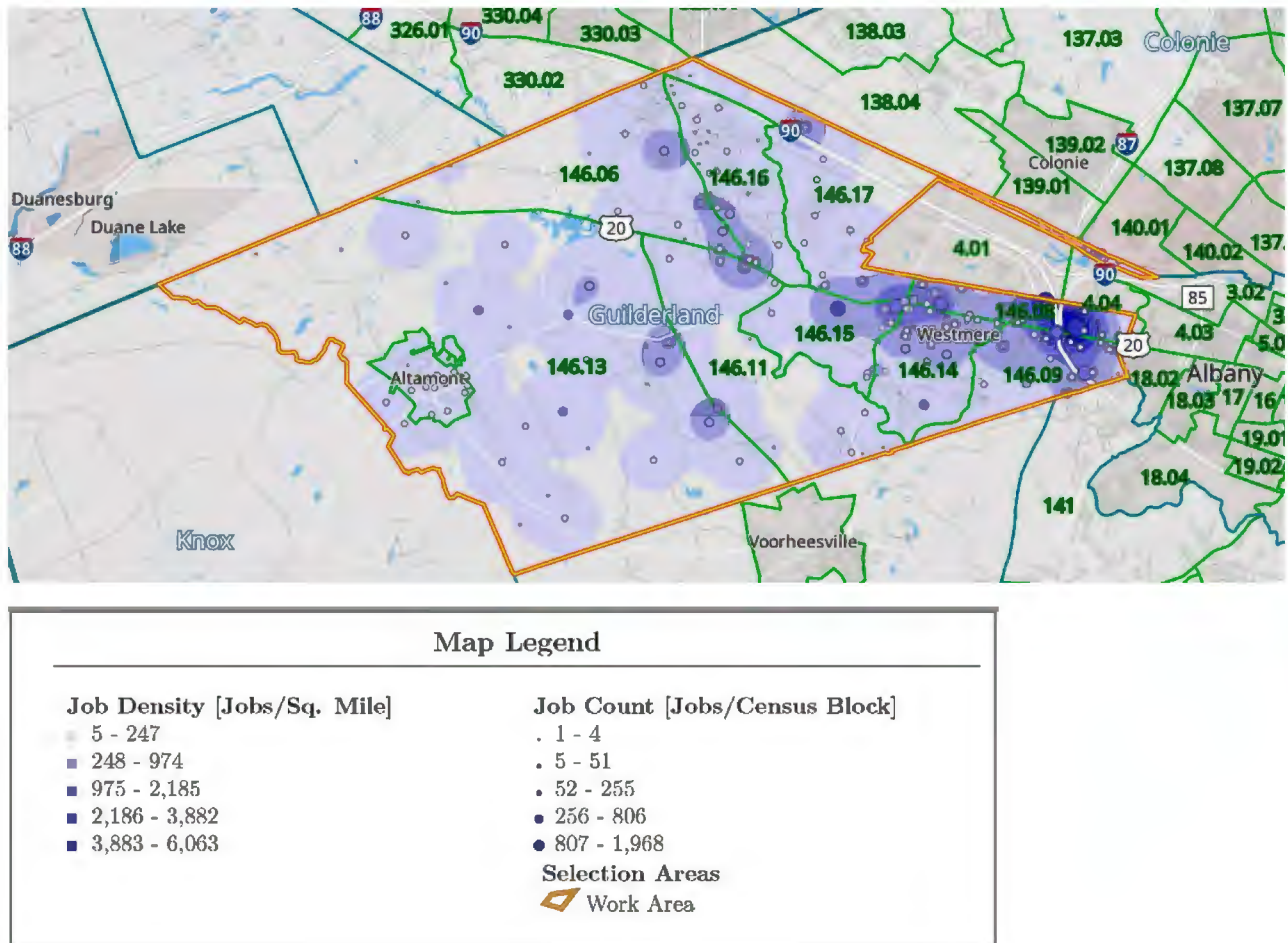 88
330.04
326.01
90
330.03
138.03
137.03
Colonie
330.02
138.04
137.07
90
139.02
87
Colonie
137.08
139.01
146.06
146.16
146.17
Duanesburg
Duane Lake
88
20
4.01
140.01
140.02
137.
90
85
3.02
4.04
Guilderland
146.08
4.03
146.15
Westmere
20
5.0
Altamont
146.13
146.11
146.14
146.09
18.02
Albany
18.03
17
16
19.01
19.02
18.04
141
Knox
Voorheesville
Map Legend
Job Density [Jobs/Sq. Mile]
5 - 247
248 - 974
975 - 2,185
2,186 - 3,882
3,883 - 6,063
Job Count [Jobs/Census Block]
1 - 4
5 - 51
52 - 255
256 - 806
807 - 1,968
Selection Areas
Work Area